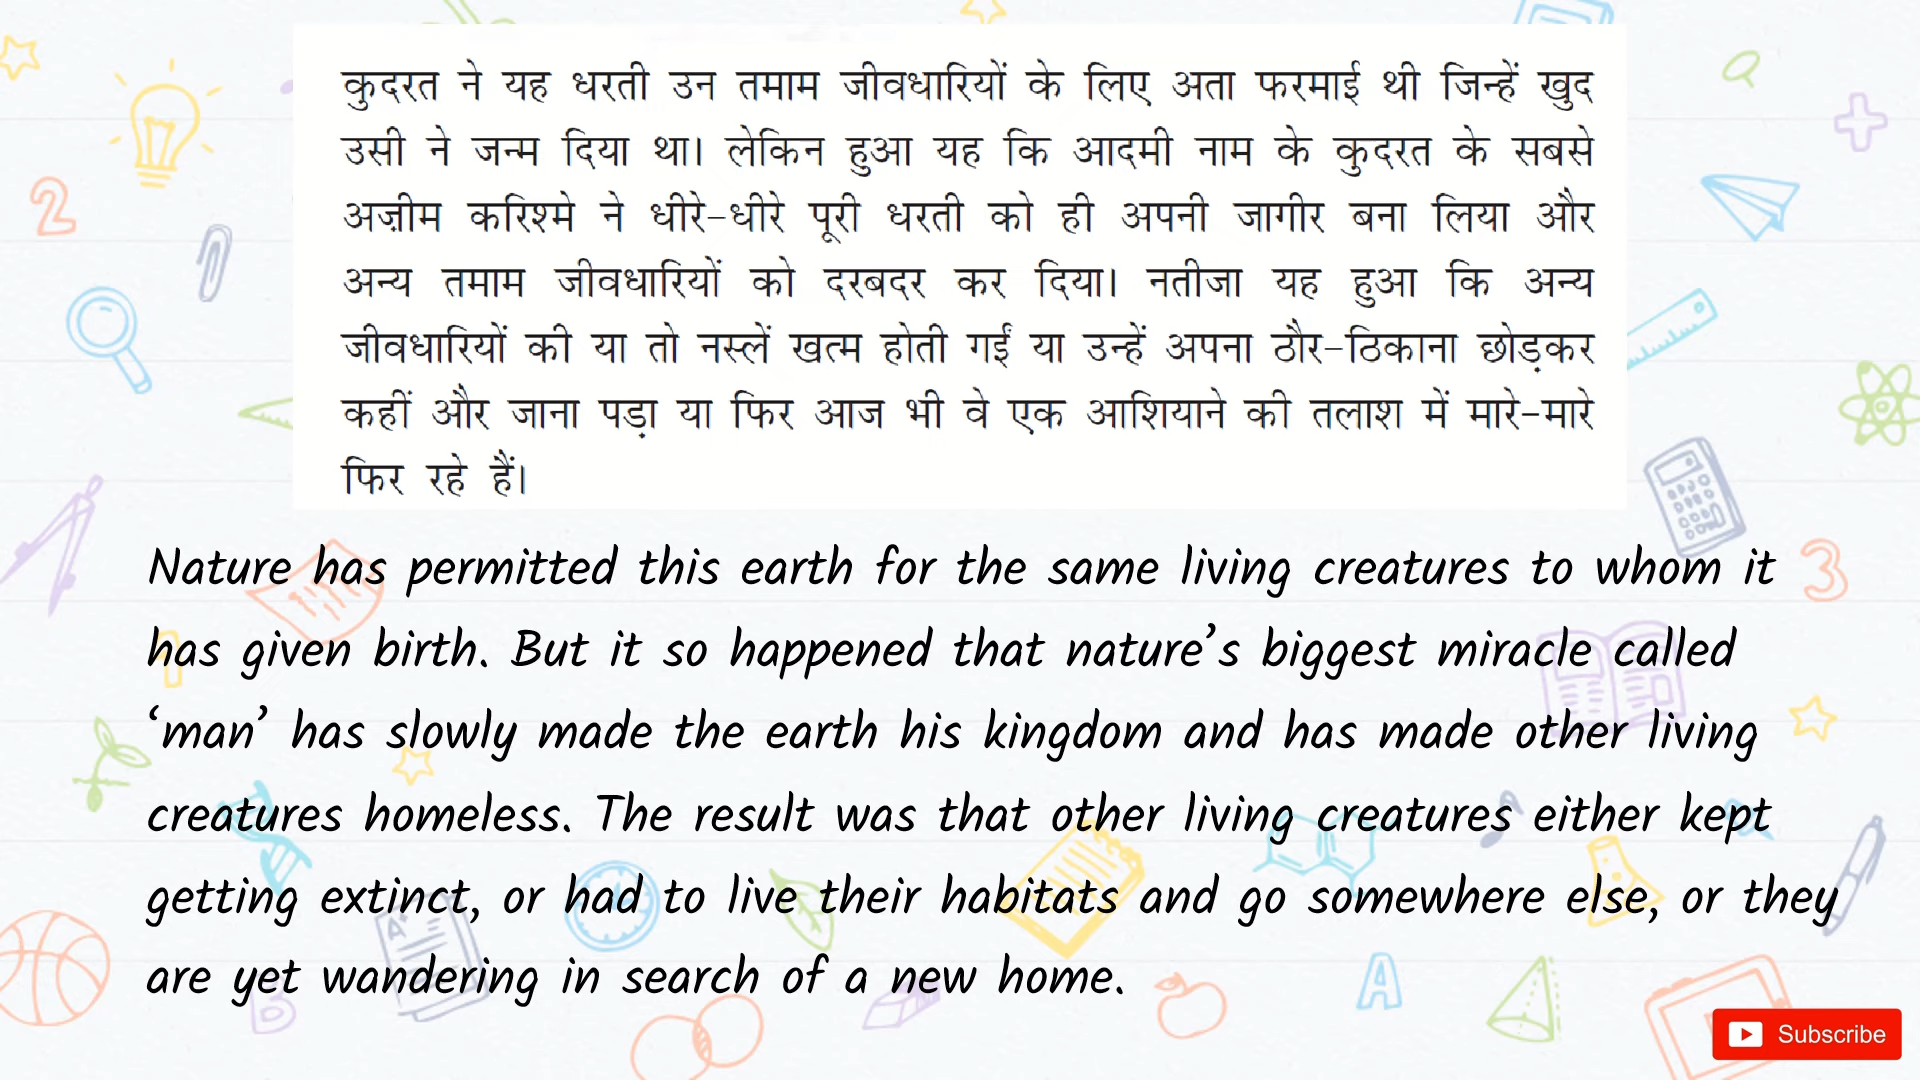 कुदरत ने यह धरती उन तमाम जीवधारियों के लिए अता फरमाई थी जिन्हें खुद
उसी ने जन्म दिया था। लेकिन हुआ यह कि आदमी नाम के कुदरत के सबसे
अज़ीम करिश्मे ने धीरे-धीरे पूरी धरती को ही अपनी जागीर बना लिया और
अन्य तमाम जीवधारियों को दरबदर कर दिया। नतीजा यह हुआ कि अन्य
जीवधारियों की या तो नस्लें खत्म होती गईं या उन्हें अपना ठौर-ठिकाना छोड़कर
कहीं और जाना पड़ा या फिर आज भी वे एक आशियाने की तलाश में मारे-मारे
फिर रहे हैं।
Nature has permitted this earth for the same living creatures to whom it
has given birth. But it so happened that nature’s biggest miracle called
‘man’ has slowly made the earth his kingdom and has made other living
creatures homeless. The result was that other living creatures either kept
getting extinct, or had to live their habitats and go somewhere else, or they
are yet wandering in search of a new home.
Subscribe